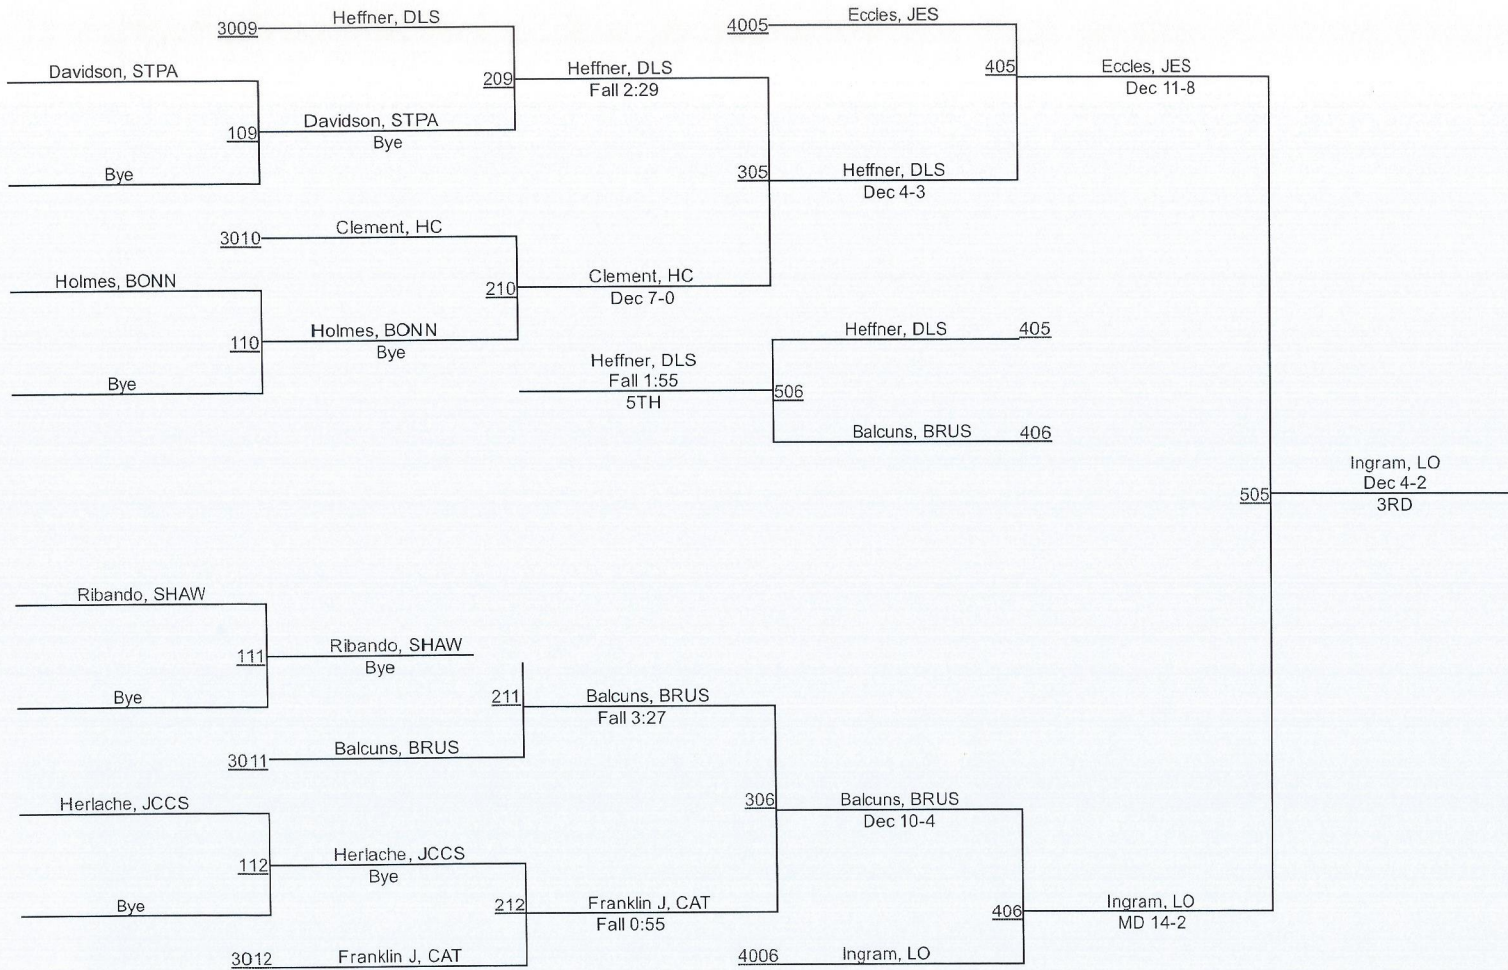 Heffner, DLS
3009
Eccles, JES
4005
Davidson, STPA
209
Heffner, DLS
Fall 2:29
405
Eccles, JES
Dec 11-8
109
Davidson, STPA
Bye
Bye
305
Heffner, DLS
Dec 4-3
3010
Clement, HC
Holmes, BONN
210
Clement, HC
Dec 7-0
110
Holmes, BONN
Bye
Heffner, DLS
405
Bye
Heffner, DLS
Fall 1:55
5TH
506
Balcuns, BRUS
406
505
Ingram, LO
Dec 4-2
3RD
Ribando, SHAW
111
Ribando, SHAW
Bye
Bye
211
Balcuns, BRUS
Fall 3:27
3011
Balcuns, BRUS
Herlache, JCCS
306
Balcuns, BRUS
Dec 10-4
112
Herlache, JCCS
Bye
Bye
212
Franklin J, CAT
Fall 0:55
406
Ingram, LO
MD 14-2
3012
Franklin J, CAT
4006
Ingram, LO